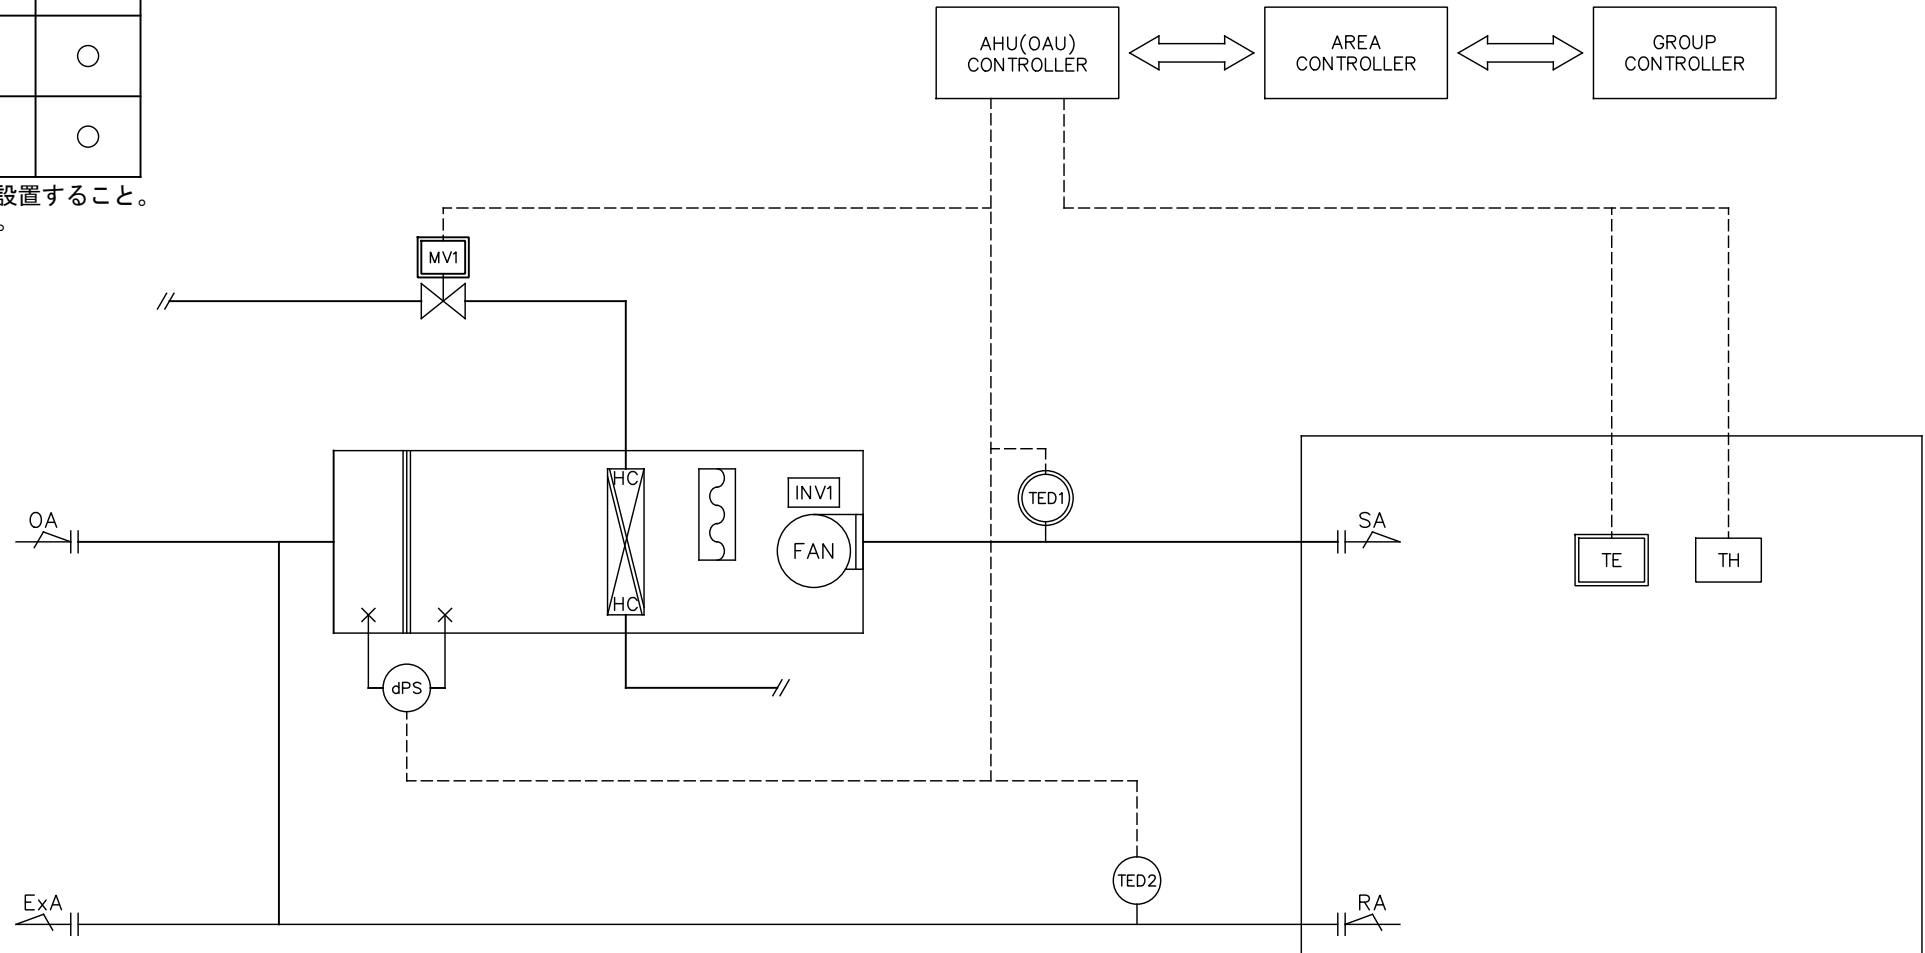 AHU(OAU)
CONTROLLER
AREA
CONTROLLER
GROUP
CONTROLLER
○
○
設置すること。
。
MV1
HC
INV1
TED1
OA
FAN
SA
TE
TH
HC
dPS
TED2
ExA
RA